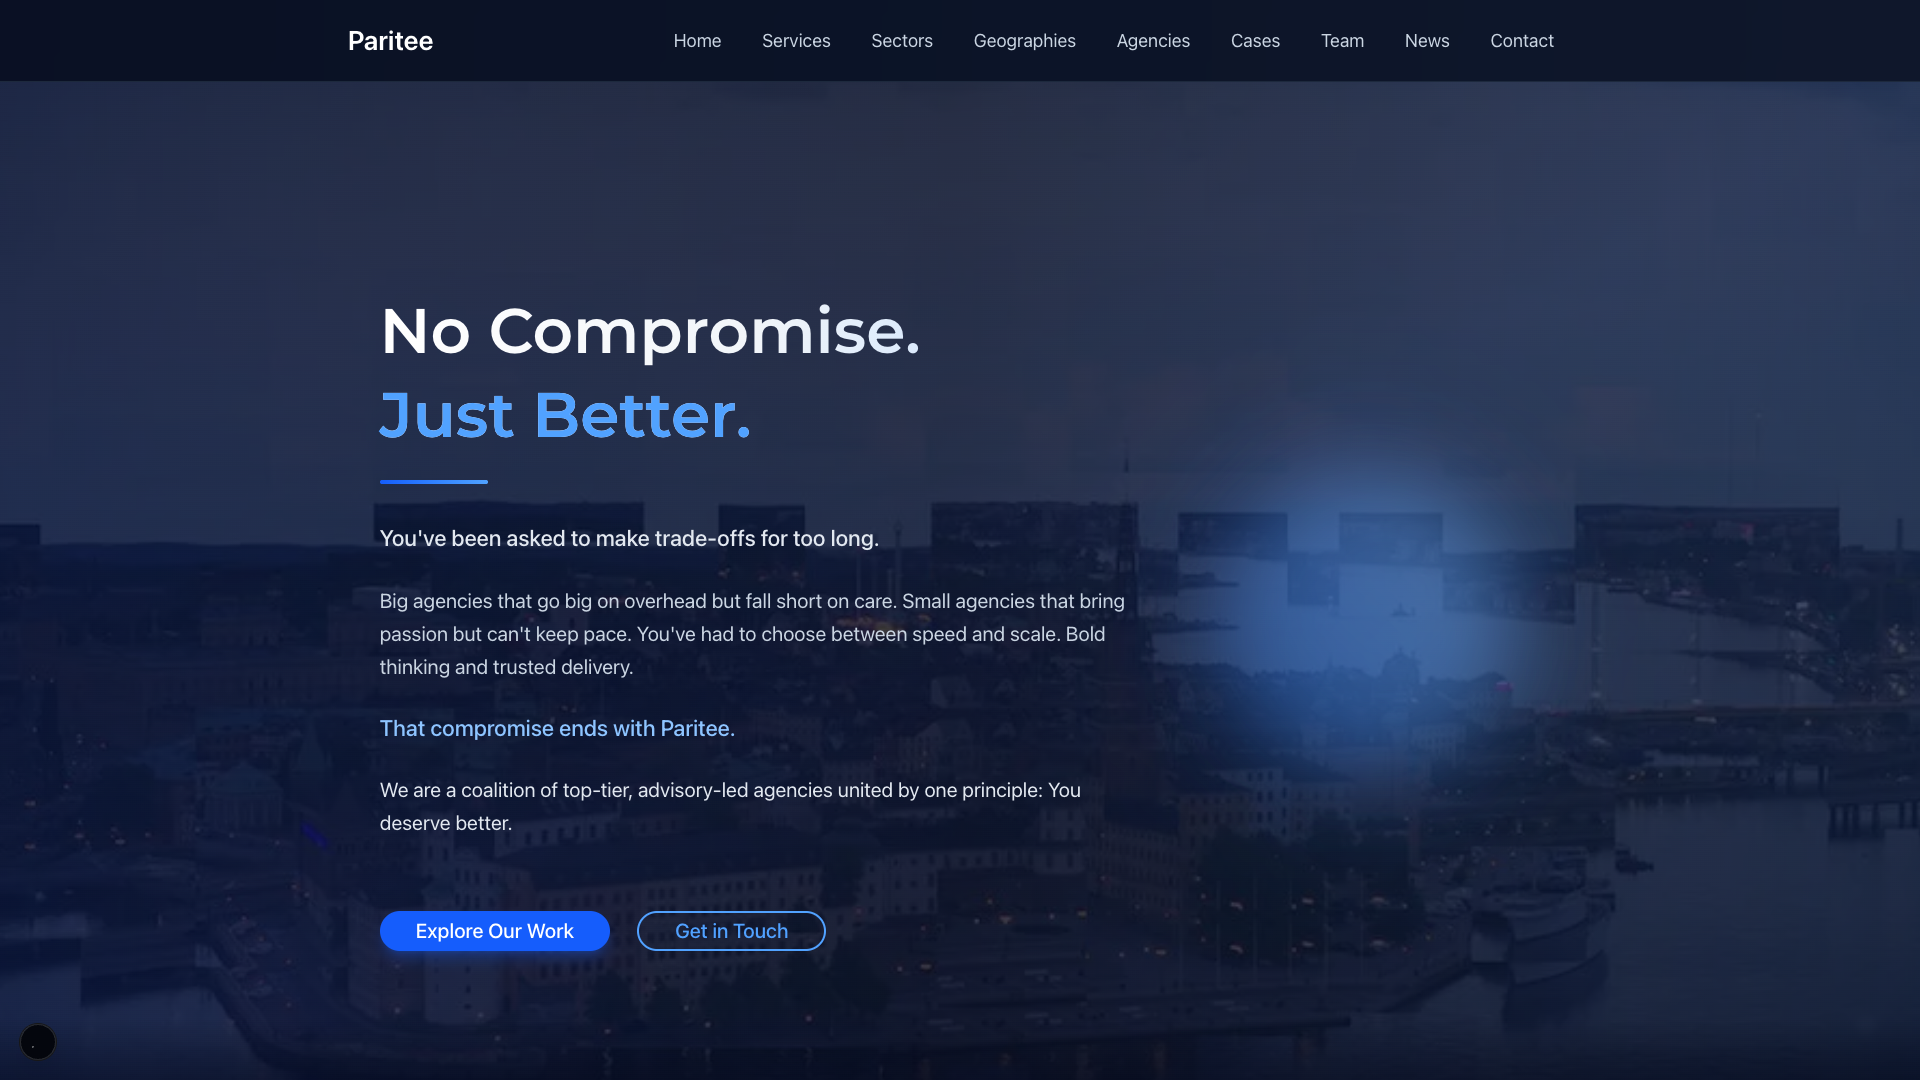 Paritee
Home
Services
Sectors
Geographies
Agencies
Cases
Team
News
Contact
No Compromise.
Just Better.
You've been asked to make trade-offs for too long.
Big agencies that go big on overhead but fall short on care. Small agencies that bring
passion but can't keep pace. You've had to choose between speed and scale. Bold
thinking and trusted delivery.
That compromise ends with Paritee.
We are a coalition of top-tier, advisory-led agencies united by one principle: You
deserve better.
Explore Our Work
Get in Touch